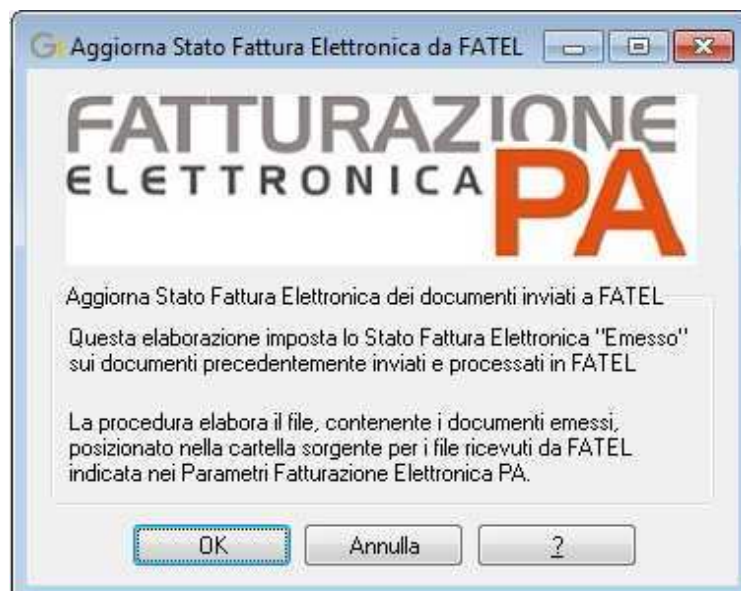 Aggiorna Stato Fattura Elettronica da FATEL
FATTURAZIONE
ELETTRONICA PA
Aggiorna Stato Fattura Elettronica dei documenti inviati a FATEL
Questa elaborazione imposta lo Stato Fattura Elettronica "Emesso"
sui documenti precedentemente inviati e processati in FATEL
La procedura elabora il file, contenente i documenti emessi,
posizionato nella cartella sorgente per i file ricevuti da FATEL
indicata nei Parametri Fatturazione Elettronica PA.
OK Annulla ?